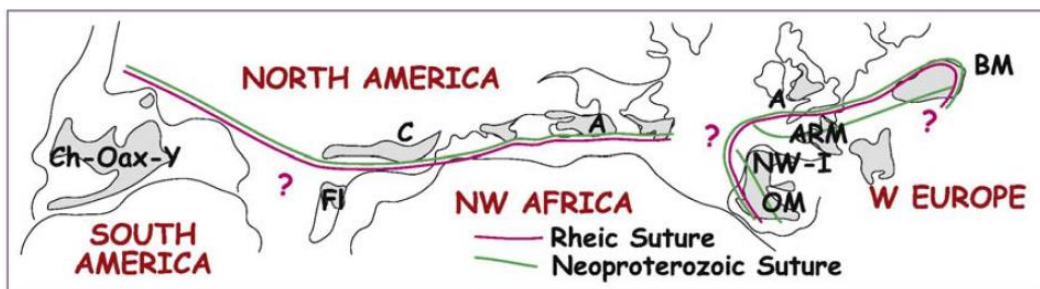 NORTH AMERICA
BM
A
C
A
ARM
Ch-Oax-Y
?
NW-I
?
?
FI
NW AFRICA
OM
W EUROPE
SOUTH
AMERICA
Rheic Suture
Neoproterozoic Suture